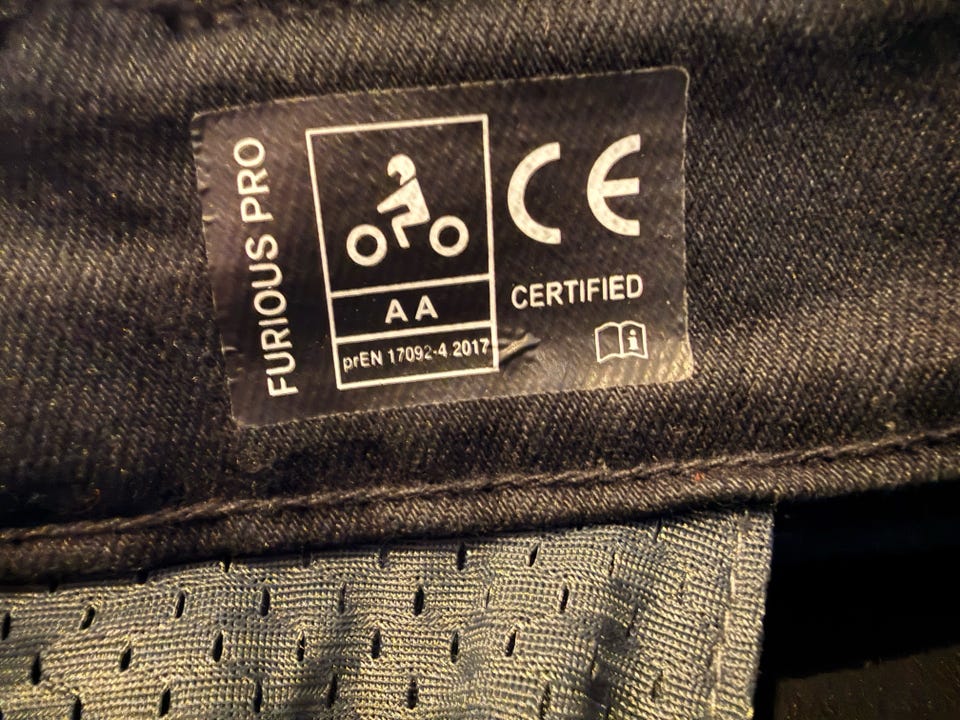 FURIOUS PRO
AA
prEN 17092-4 2017
CE
CERTIFIED
i